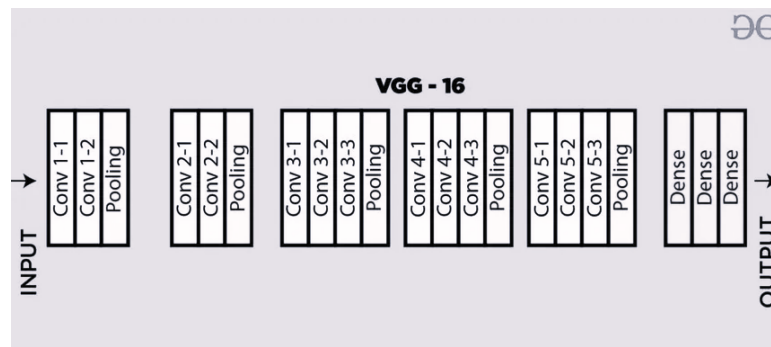 VGG - 16
INPUT
Conv 1-1
Conv 1-2
Pooling
Conv 2-1
Conv 2-2
Pooling
Conv 3-1
Conv 3-2
Conv 3-3
Pooling
Conv 4-1
Conv 4-2
Conv 4-3
Pooling
Conv 5-1
Conv 5-2
Conv 5-3
Pooling
Dense
Dense
Dense
OUTPUT